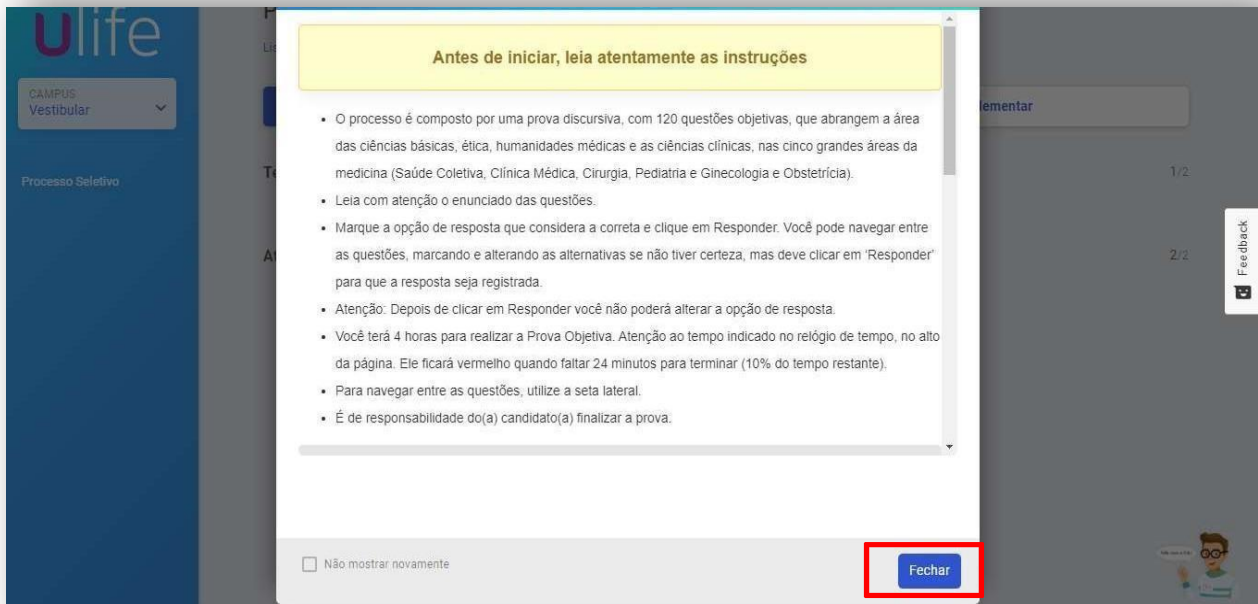 Ulife
CAMPUS
Vestibular
Processo Seletivo
Antes de iniciar, leia atentamente as instruções
• O processo é composto por uma prova discursiva, com 120 questões objetivas, que abrangem a área
das ciências básicas, ética, humanidades médicas e as ciências clínicas, nas cinco grandes áreas da
medicina (Saúde Coletiva, Clínica Médica, Cirurgia, Pediatria e Ginecologia e Obstetrícia).
• Leia com atenção o enunciado das questões.
• Marque a opção de resposta que considera a correta e clique em Responder. Você pode navegar entre
as questões, marcando e alterando as alternativas se não tiver certeza, mas deve clicar em 'Responder'
para que a resposta seja registrada.
• Atenção: Depois de clicar em Responder você não poderá alterar a opção de resposta.
• Você terá 4 horas para realizar a Prova Objetiva. Atenção ao tempo indicado no relógio de tempo, no alto
da página. Ele ficará vermelho quando faltar 24 minutos para terminar (10% do tempo restante).
• Para navegar entre as questões, utilize a seta lateral.
• É de responsabilidade do(a) candidato(a) finalizar a prova.
Não mostrar novamente
Fechar
lementar
1/2
2/2
Feedback